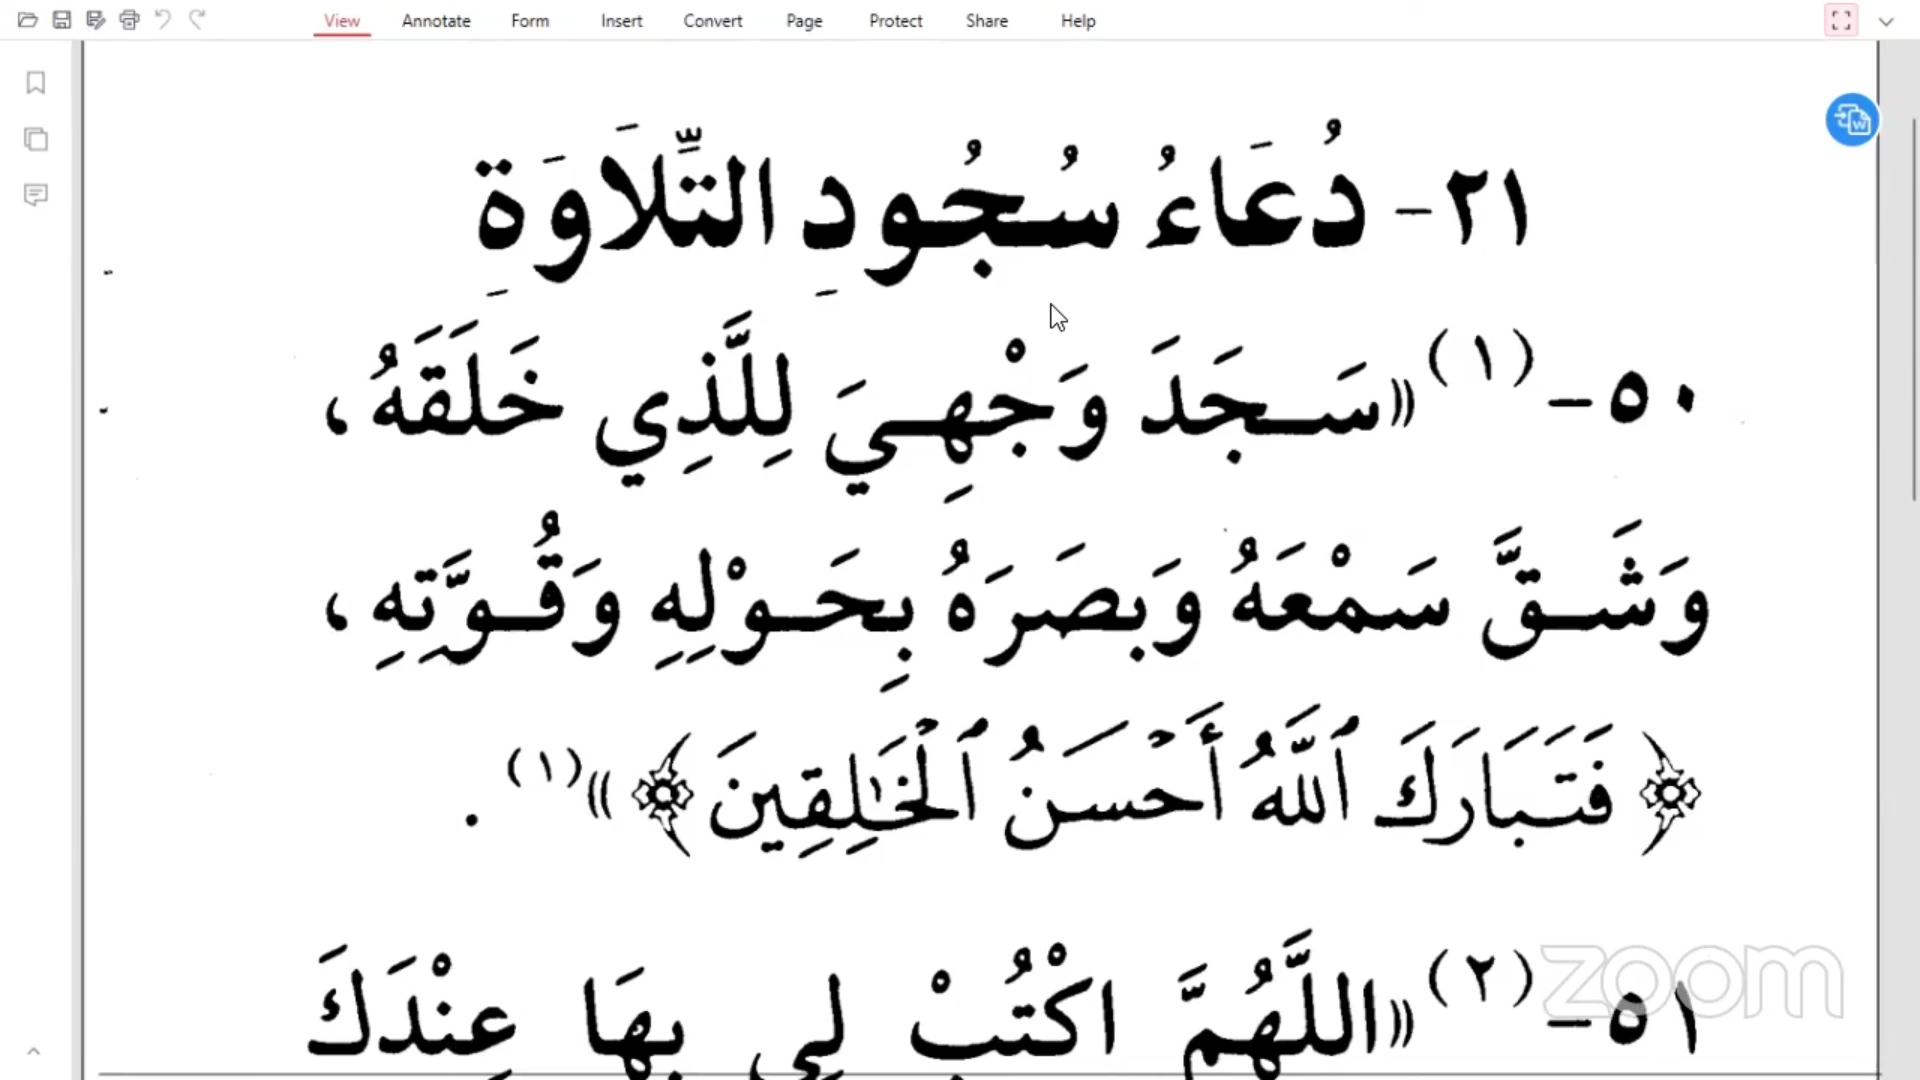 View Annotate Form Insert Convert Page Protect Share Help
٢١- دُعَاءُ سُجُودِ التِّلَاوَةِ
٥٠- (١) «سَجَدَ وَجْهِيَ لِلَّذِي خَلَقَهُ،
وَشَقَّ سَمْعَهُ وَبَصَرَهُ بِحَوْلِهِ وَقُوَّتِهِ،
﴿فَتَبَارَكَ ٱللَّهُ أَحْسَنُ ٱلْخَٰلِقِينَ﴾» (١).
٥١- (٢) «اللَّهُمَّ اكْتُبْ لِي بِهَا عِنْدَكَ
zoom